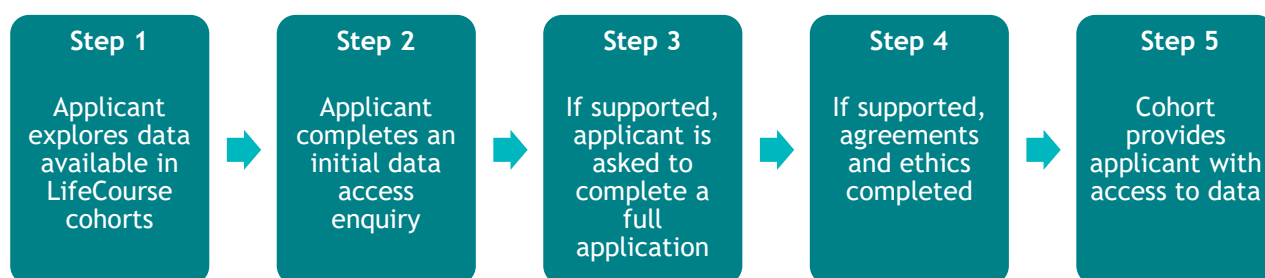 Step 1
Applicant
explores data
available in
LifeCourse
cohorts
Step 2
Applicant
completes an
initial data
access
enquiry
Step 3
If supported,
applicant is
asked to
complete a
full
application
Step 4
If supported,
agreements
and ethics
completed
Step 5
Cohort
provides
applicant with
access to data